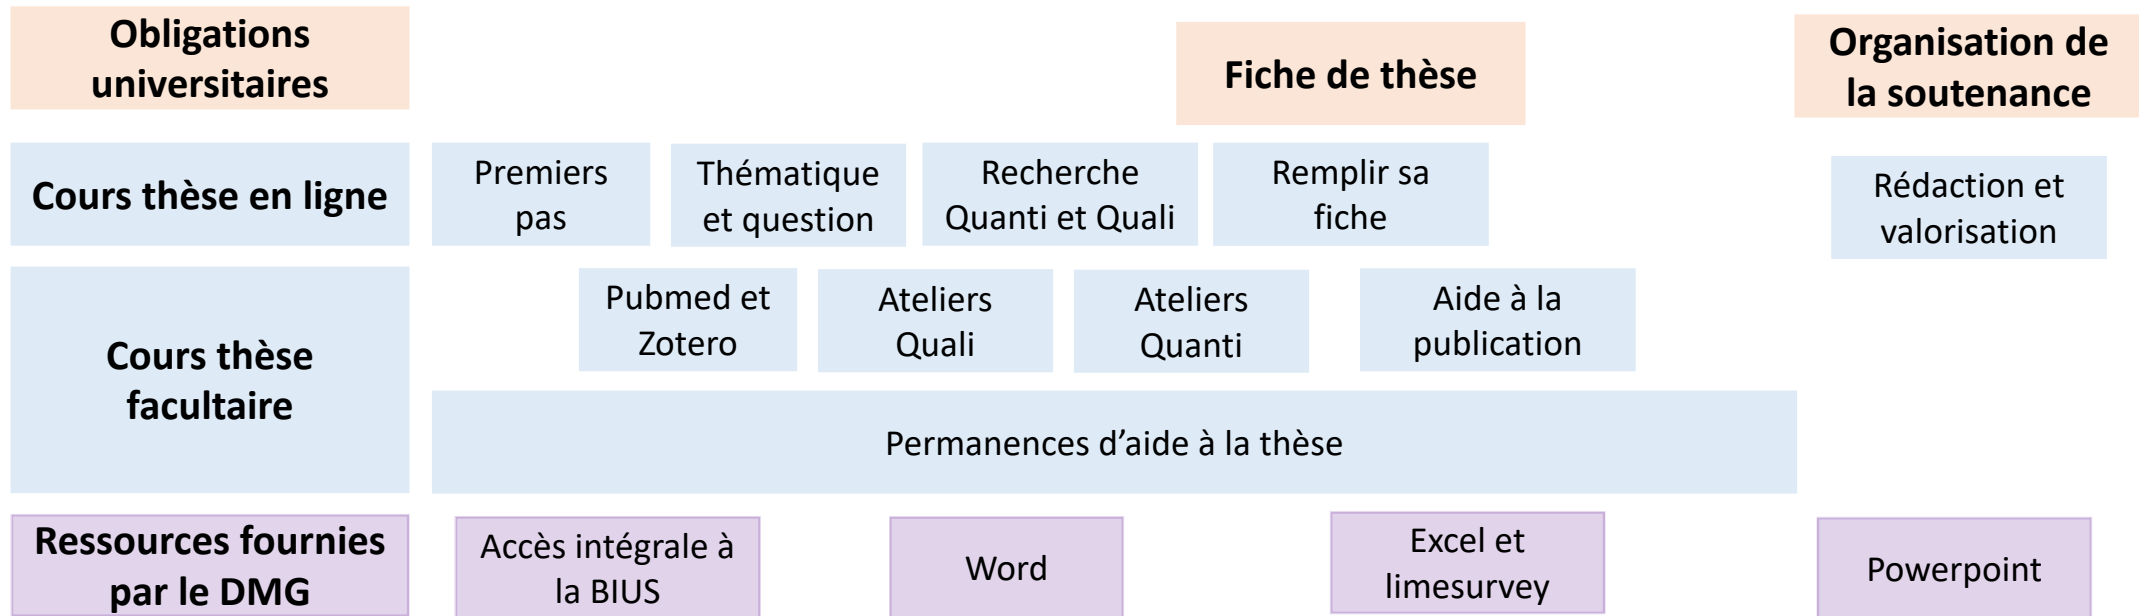 Obligations
universitaires
Fiche de thèse
Organisation de
la soutenance
Cours thèse en ligne
Premiers
pas
Thématique
et question
Recherche
Quanti et Quali
Remplir sa
fiche
Rédaction et
valorisation
Cours thèse
facultaire
Pubmed et
Zotero
Ateliers
Quali
Ateliers
Quanti
Aide à la
publication
Permanences d’aide à la thèse
Ressources fournies
par le DMG
Accès intégrale à
la BIUS
Word
Excel et
limesurvey
Powerpoint